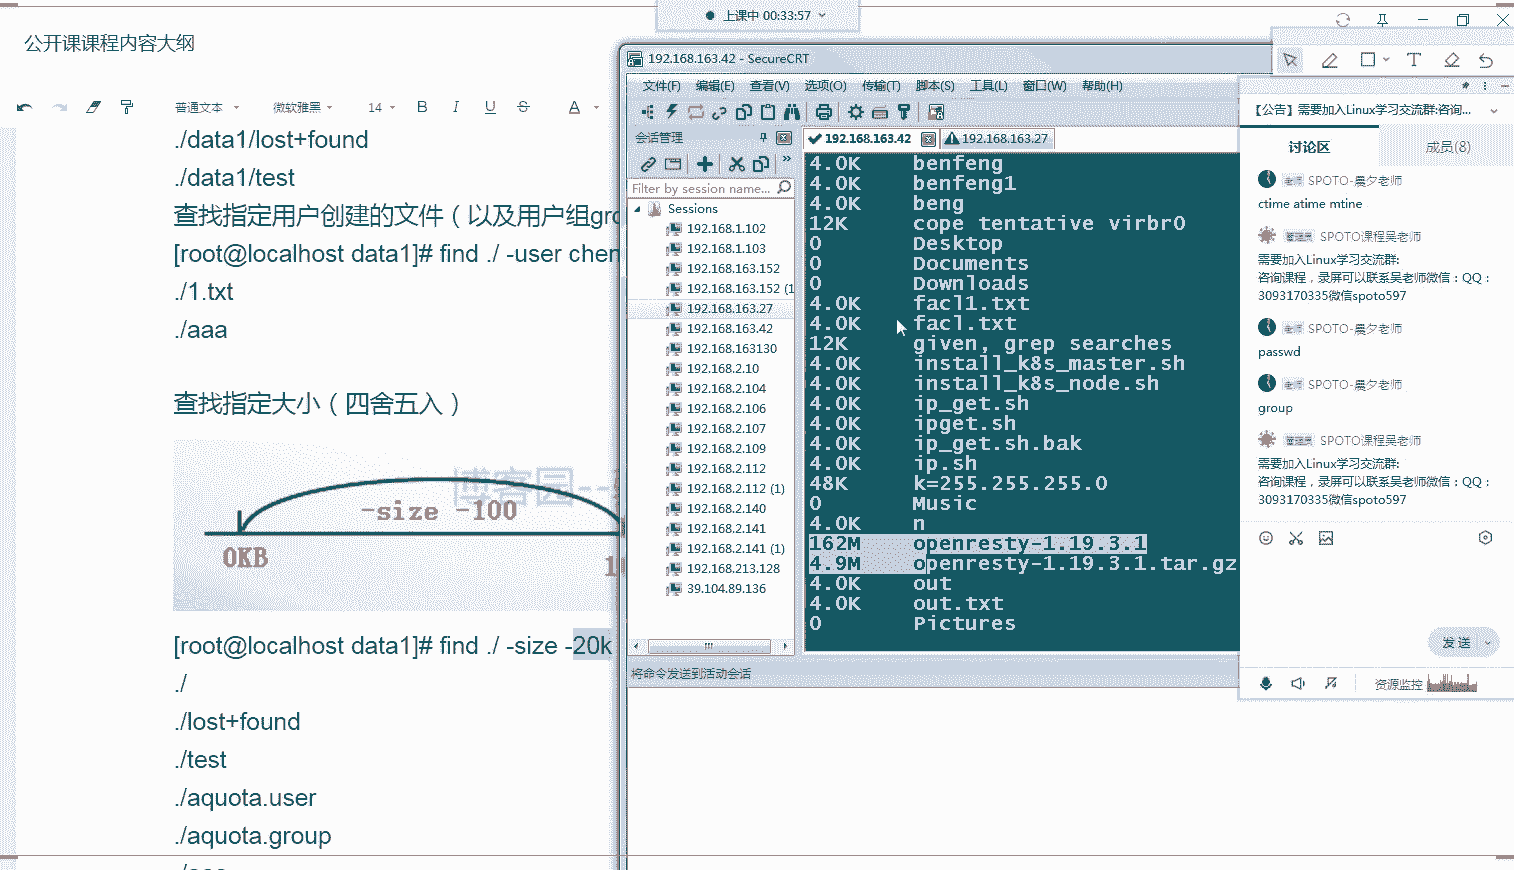 上课中 00:33:57
公开课课程内容大纲
普通文本
微软雅黑
14
B
I
U
S
A
./data1/lost+found
./data1/test
查找指定用户创建的文件（以及用户组gro
[root@localhost data1]# find ./ -user chen
./1.txt
./aaa
查找指定大小（四舍五入）
博客园--
-size -100
0KB
1
[root@localhost data1]# find ./ -size -20k
./
./lost+found
./test
./aquota.user
./aquota.group
192.168.163.42 - SecureCRT
文件(F) 编辑(E) 查看(V) 选项(O) 传输(T) 脚本(S) 工具(L) 窗口(W) 帮助(H)
会话管理
192.168.163.42
192.168.163.27
Filter by session name...
Sessions
192.168.1.102
192.168.1.103
192.168.163.152
192.168.163.152 (1
192.168.163.27
192.168.163.42
192.168.163130
192.168.2.10
192.168.2.104
192.168.2.106
192.168.2.107
192.168.2.109
192.168.2.112
192.168.2.112 (1)
192.168.2.140
192.168.2.141
192.168.2.141 (1)
192.168.213.128
39.104.89.136
4.0K benfeng
4.0K benfeng1
4.0K beng
12K cope tentative virbr0
0 Desktop
0 Documents
0 Downloads
4.0K facl1.txt
4.0K facl.txt
12K given, grep searches
4.0K install_k8s_master.sh
4.0K install_k8s_node.sh
4.0K ip_get.sh
4.0K ipget.sh
4.0K ip_get.sh.bak
4.0K ip.sh
48K k=255.255.255.0
0 Music
4.0K n
162M openresty-1.19.3.1
4.9M openresty-1.19.3.1.tar.gz
4.0K out
4.0K out.txt
0 Pictures
将命令发送到活动会话
T
【公告】需要加入Linux学习交流群:咨询...
讨论区
成员(8)
老师 SPOTO-晨夕老师
ctime atime mtine
管理员 SPOTO课程吴老师
需要加入Linux学习交流群:
咨询课程，录屏可以联系吴老师微信：QQ：
3093170335微信spoto597
老师 SPOTO-晨夕老师
passwd
老师 SPOTO-晨夕老师
group
管理员 SPOTO课程吴老师
需要加入Linux学习交流群:
咨询课程，录屏可以联系吴老师微信：QQ：
3093170335微信spoto597
发送
资源监控